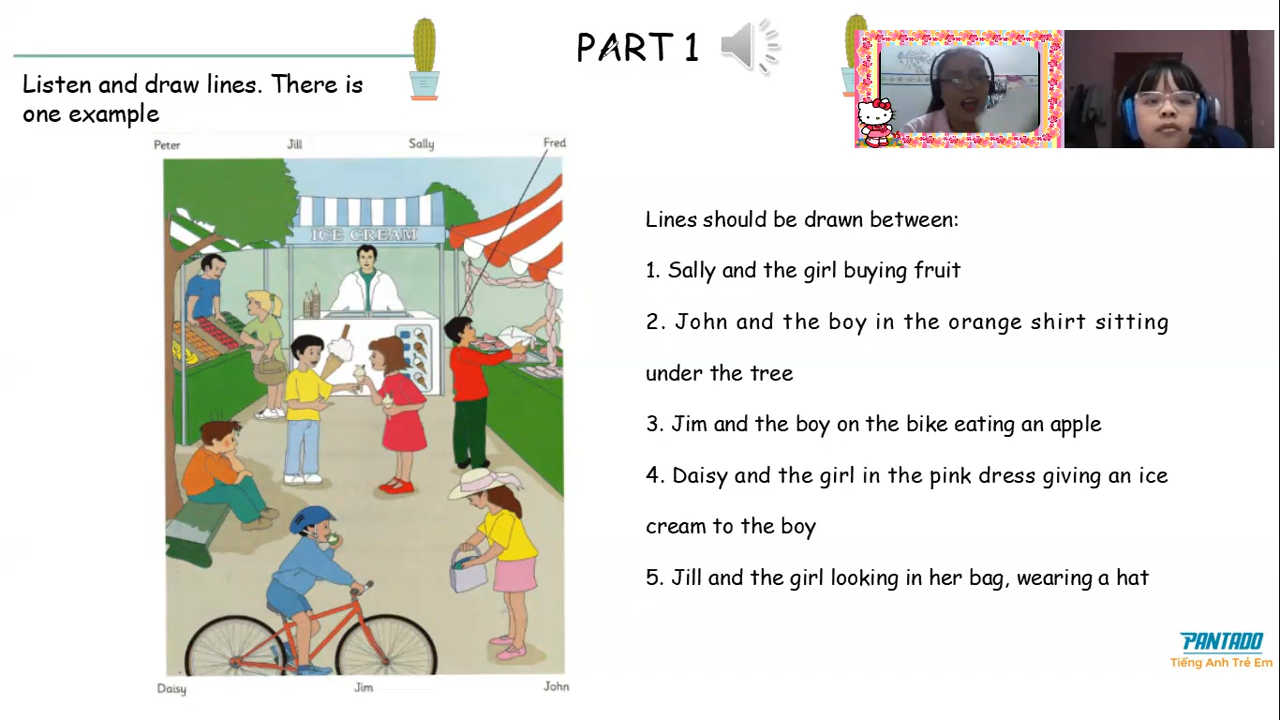 PART 1
Listen and draw lines. There is
one example
Peter Jill Sally Fred
ICE CREAM
Daisy Jim John
Lines should be drawn between:
1. Sally and the girl buying fruit
2. John and the boy in the orange shirt sitting
under the tree
3. Jim and the boy on the bike eating an apple
4. Daisy and the girl in the pink dress giving an ice
cream to the boy
5. Jill and the girl looking in her bag, wearing a hat
PANTADO
Tiếng Anh Trẻ Em